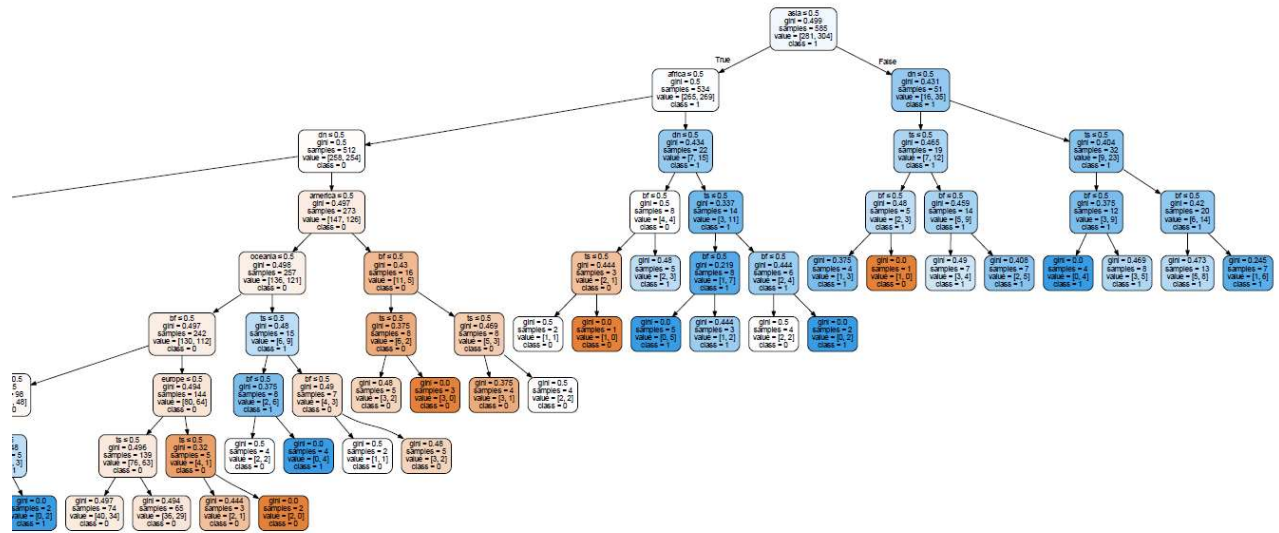 asia ≤ 0.5
gini = 0.499
samples = 585
value = [281, 304]
class = 1
True
False
africa ≤ 0.5
gini = 0.5
samples = 534
value = [265, 269]
class = 1
dn ≤ 0.5
gini = 0.431
samples = 51
value = [16, 35]
class = 1
dn ≤ 0.5
gini = 0.5
samples = 512
value = [258, 254]
class = 0
dn ≤ 0.5
gini = 0.434
samples = 22
value = [7, 15]
class = 1
ts ≤ 0.5
gini = 0.465
samples = 19
value = [7, 12]
class = 1
ts ≤ 0.5
gini = 0.404
samples = 32
value = [9, 23]
class = 1
america ≤ 0.5
gini = 0.497
samples = 273
value = [147, 126]
class = 0
bf ≤ 0.5
gini = 0.5
samples = 8
value = [4, 4]
class = 0
ts ≤ 0.5
gini = 0.337
samples = 14
value = [3, 11]
class = 1
bf ≤ 0.5
gini = 0.48
samples = 5
value = [2, 3]
class = 1
bf ≤ 0.5
gini = 0.459
samples = 14
value = [5, 9]
class = 1
bf ≤ 0.5
gini = 0.375
samples = 12
value = [3, 9]
class = 1
bf ≤ 0.5
gini = 0.42
samples = 20
value = [6, 14]
class = 1
oceania ≤ 0.5
gini = 0.498
samples = 257
value = [136, 121]
class = 0
bf ≤ 0.5
gini = 0.43
samples = 16
value = [11, 5]
class = 0
ts ≤ 0.5
gini = 0.444
samples = 3
value = [2, 1]
class = 0
gini = 0.48
samples = 5
value = [2, 3]
class = 1
bf ≤ 0.5
gini = 0.219
samples = 8
value = [1, 7]
class = 1
bf ≤ 0.5
gini = 0.444
samples = 6
value = [2, 4]
class = 1
gini = 0.375
samples = 4
value = [1, 3]
class = 1
gini = 0.0
samples = 1
value = [1, 0]
class = 0
gini = 0.49
samples = 7
value = [3, 4]
class = 1
gini = 0.408
samples = 7
value = [2, 5]
class = 1
gini = 0.0
samples = 4
value = [0, 4]
class = 1
gini = 0.469
samples = 8
value = [3, 5]
class = 1
gini = 0.473
samples = 13
value = [5, 8]
class = 1
gini = 0.245
samples = 7
value = [1, 6]
class = 1
bf ≤ 0.5
gini = 0.497
samples = 242
value = [130, 112]
class = 0
ts ≤ 0.5
gini = 0.48
samples = 15
value = [6, 9]
class = 1
ts ≤ 0.5
gini = 0.375
samples = 8
value = [6, 2]
class = 0
ts ≤ 0.5
gini = 0.469
samples = 8
value = [5, 3]
class = 0
gini = 0.5
samples = 2
value = [1, 1]
class = 0
gini = 0.0
samples = 1
value = [1, 0]
class = 0
gini = 0.0
samples = 5
value = [0, 5]
class = 1
gini = 0.444
samples = 3
value = [1, 2]
class = 1
gini = 0.5
samples = 4
value = [2, 2]
class = 0
gini = 0.0
samples = 2
value = [0, 2]
class = 1
europe ≤ 0.5
gini = 0.494
samples = 144
value = [80, 64]
class = 0
bf ≤ 0.5
gini = 0.375
samples = 8
value = [2, 6]
class = 1
bf ≤ 0.5
gini = 0.49
samples = 7
value = [4, 3]
class = 0
gini = 0.48
samples = 5
value = [3, 2]
class = 0
gini = 0.0
samples = 3
value = [3, 0]
class = 0
gini = 0.375
samples = 4
value = [3, 1]
class = 0
gini = 0.5
samples = 4
value = [2, 2]
class = 0
ts ≤ 0.5
gini = 0.496
samples = 139
value = [76, 63]
class = 0
ts ≤ 0.5
gini = 0.32
samples = 5
value = [4, 1]
class = 0
gini = 0.5
samples = 4
value = [2, 2]
class = 0
gini = 0.0
samples = 4
value = [0, 4]
class = 1
gini = 0.5
samples = 2
value = [1, 1]
class = 0
gini = 0.48
samples = 5
value = [3, 2]
class = 0
gini = 0.0
samples = 2
value = [0, 2]
class = 1
gini = 0.497
samples = 74
value = [40, 34]
class = 0
gini = 0.494
samples = 65
value = [36, 29]
class = 0
gini = 0.444
samples = 3
value = [2, 1]
class = 0
gini = 0.0
samples = 2
value = [2, 0]
class = 0